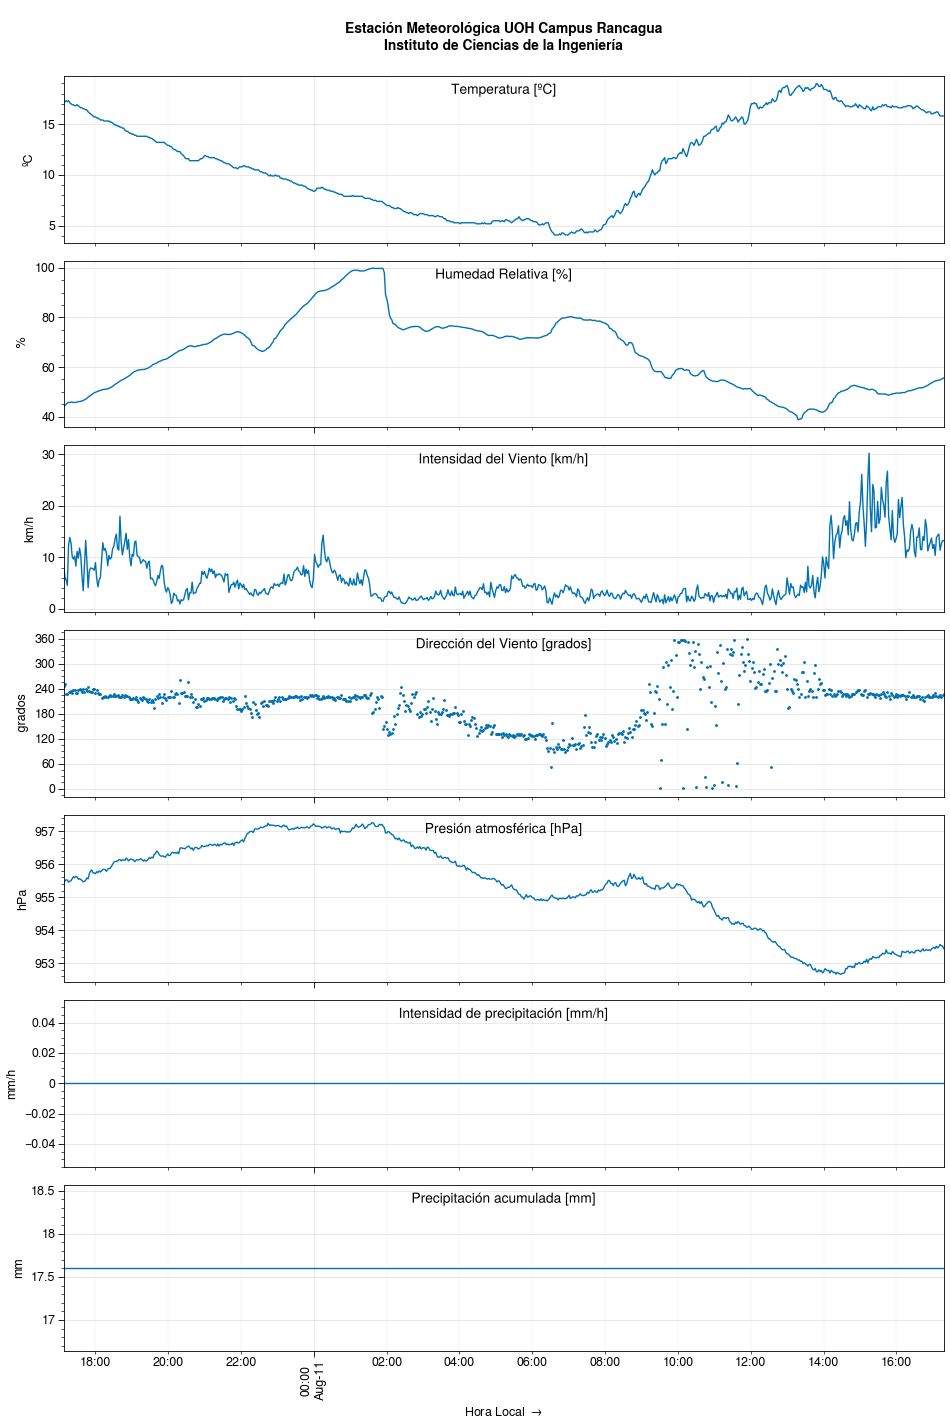 Estación Meteorológica UOH Campus Rancagua
Instituto de Ciencias de la Ingeniería
Temperatura [ºC]
ºC
15
10
5
Humedad Relativa [%]
%
100
80
60
40
Intensidad del Viento [km/h]
km/h
30
20
10
0
Dirección del Viento [grados]
grados
360
300
240
180
120
60
0
Presión atmosférica [hPa]
hPa
957
956
955
954
953
Intensidad de precipitación [mm/h]
mm/h
0.04
0.02
0
−0.02
−0.04
Precipitación acumulada [mm]
mm
18.5
18
17.5
17
18:00 20:00 22:00 00:00 02:00 04:00 06:00 08:00 10:00 12:00 14:00 16:00
Aug-11
Hora Local →